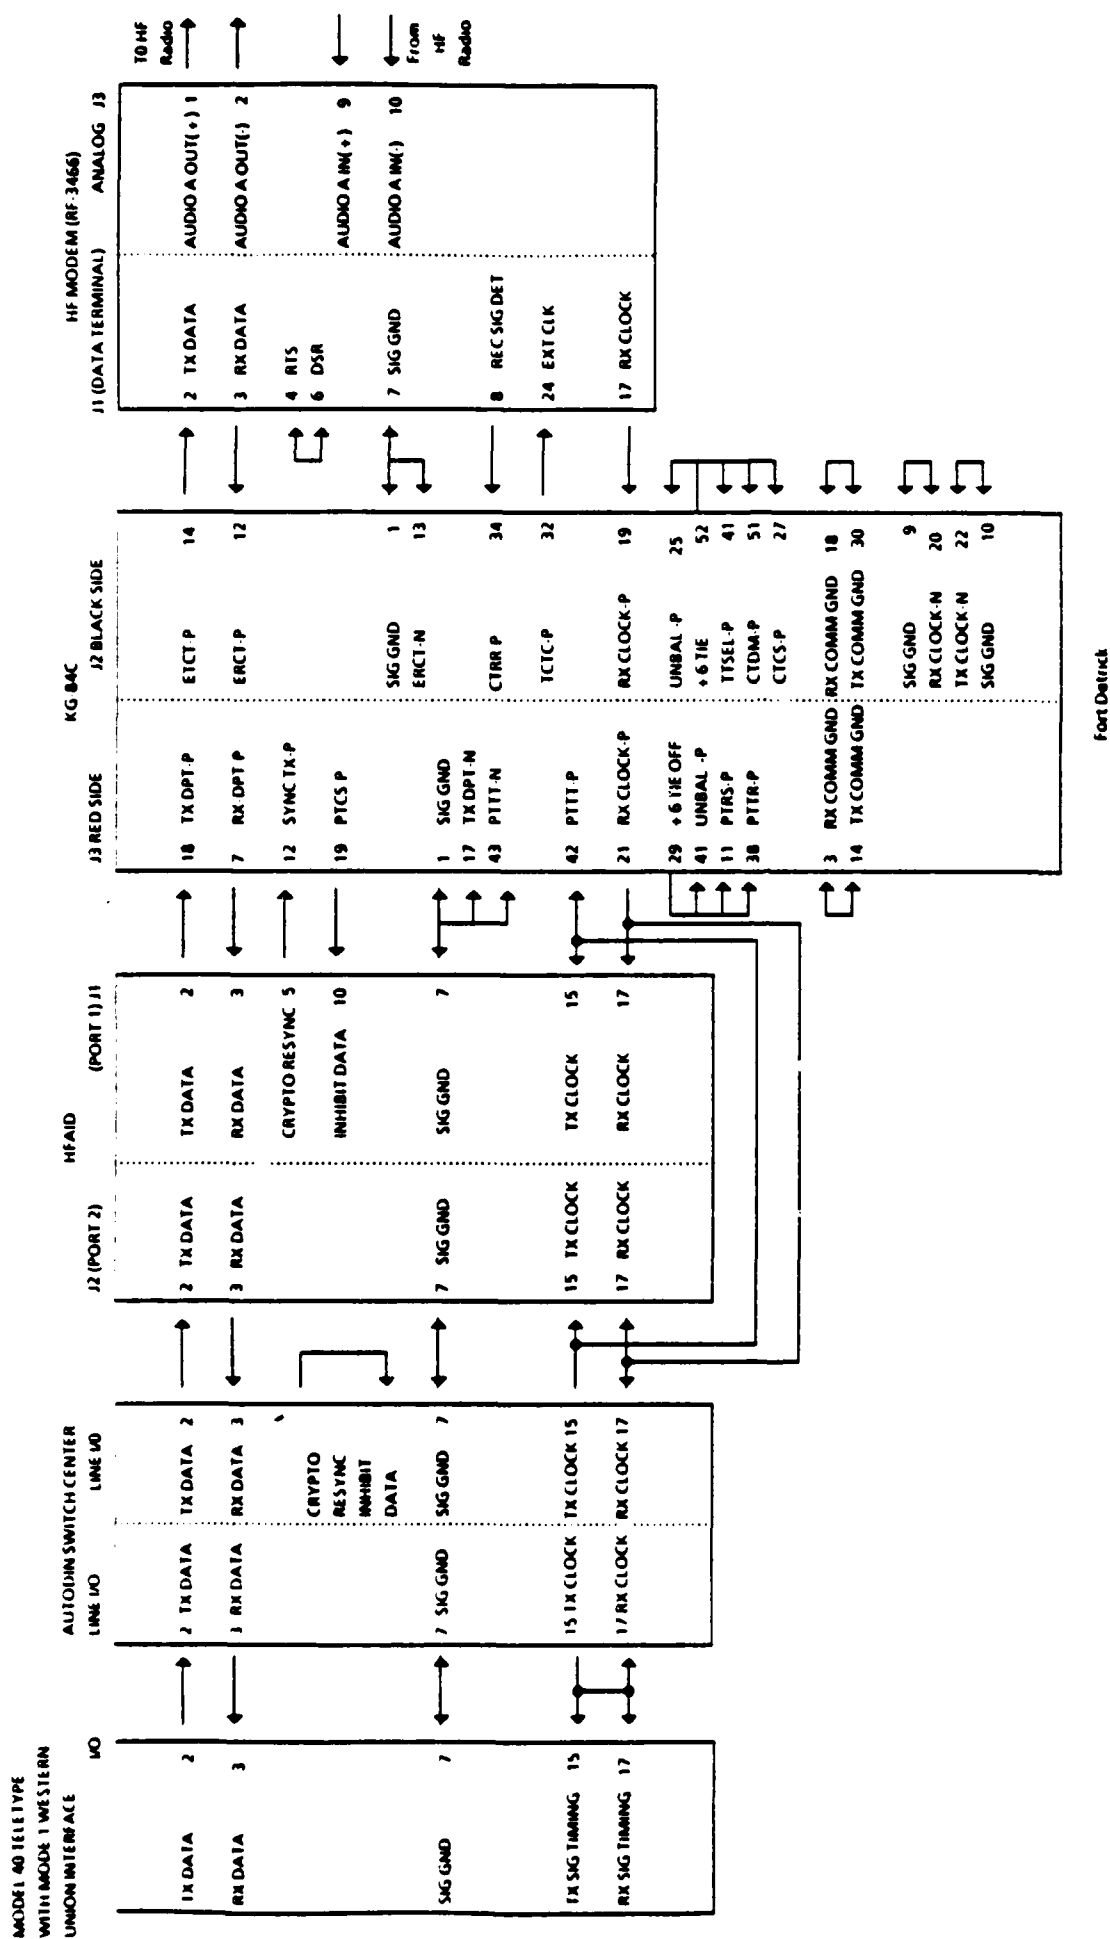 MODEL 40 TELETYPE
WITH MODE 1 WESTERN
UNION INTERFACE
I/O
TX DATA 2
RX DATA 3
SIG GND 7
TX SIG TIMING 15
RX SIG TIMING 17
AUTODIN SWITCH CENTER
LINE I/O LINE I/O
2 TX DATA TX DATA 2
3 RX DATA RX DATA 3
CRYPTO
RESYNC
INHIBIT
DATA
7 SIG GND SIG GND 7
15 TX CLOCK TX CLOCK 15
17 RX CLOCK RX CLOCK 17
HFAID
J2 (PORT 2) (PORT 1) J1
2 TX DATA TX DATA 2
3 RX DATA RX DATA 3
CRYPTO RESYNC 5
INHIBIT DATA 10
7 SIG GND SIG GND 7
15 TX CLOCK TX CLOCK 15
17 RX CLOCK RX CLOCK 17
KG-84C
J3 RED SIDE J2 BLACK SIDE
18 TX DPT-P ETCT-P 14
7 RX-DPT P ERCT-P 12
12 SYNC TX-P
19 PTCS P
1 SIG GND SIG GND 1
17 TX DPT-N ERCT-N 13
43 PTTT-N
CTRR P 34
42 PTTT-P TCTC-P 32
21 RX CLOCK-P RX CLOCK-P 19
29 +6 TIE OFF UNBAL-P 25
41 UNBAL-P +6 TIE 52
11 PTRS-P TTSEL-P 41
38 PTTR-P CTDM-P 51
CTCS-P 27
3 RX COMM GND RX COMM GND 18
14 TX COMM GND TX COMM GND 30
SIG GND 9
RX CLOCK-N 20
TX CLOCK-N 22
SIG GND 10
HF MODEM (RF-3466)
J1 (DATA TERMINAL) ANALOG J3
2 TX DATA AUDIO A OUT(+) 1
3 RX DATA AUDIO A OUT(-) 2
4 RTS
6 DSR
AUDIO A IN(+) 9
7 SIG GND AUDIO A IN(-) 10
8 REC SIG DET
24 EXT CLK
17 RX CLOCK
TO HF
Radio
From
HF
Radio
Fort Detrick